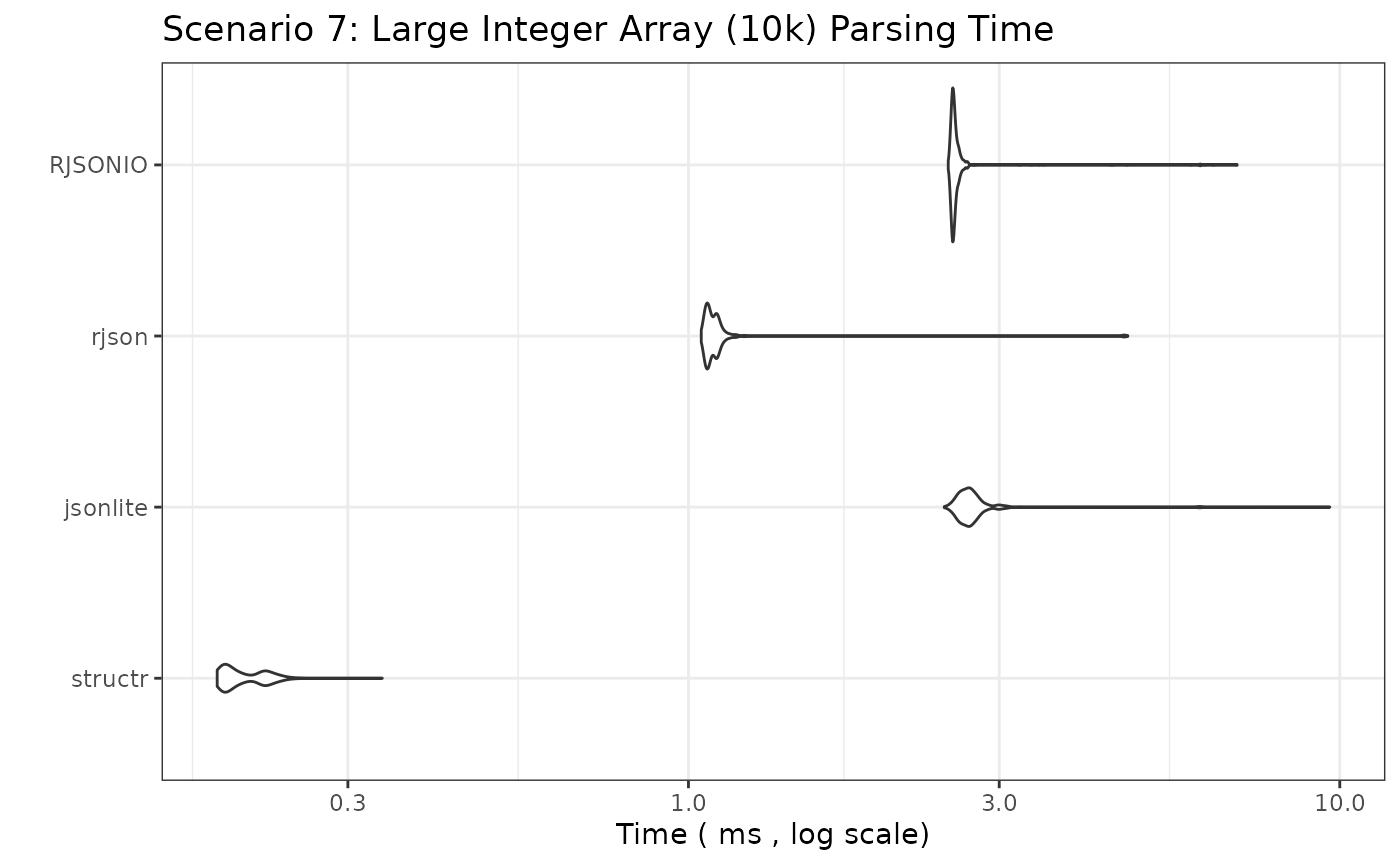 Scenario 7: Large Integer Array (10k) Parsing Time
RJSONIO
rjson
jsonlite
structr
0.3 1.0 3.0 10.0
Time ( ms , log scale)